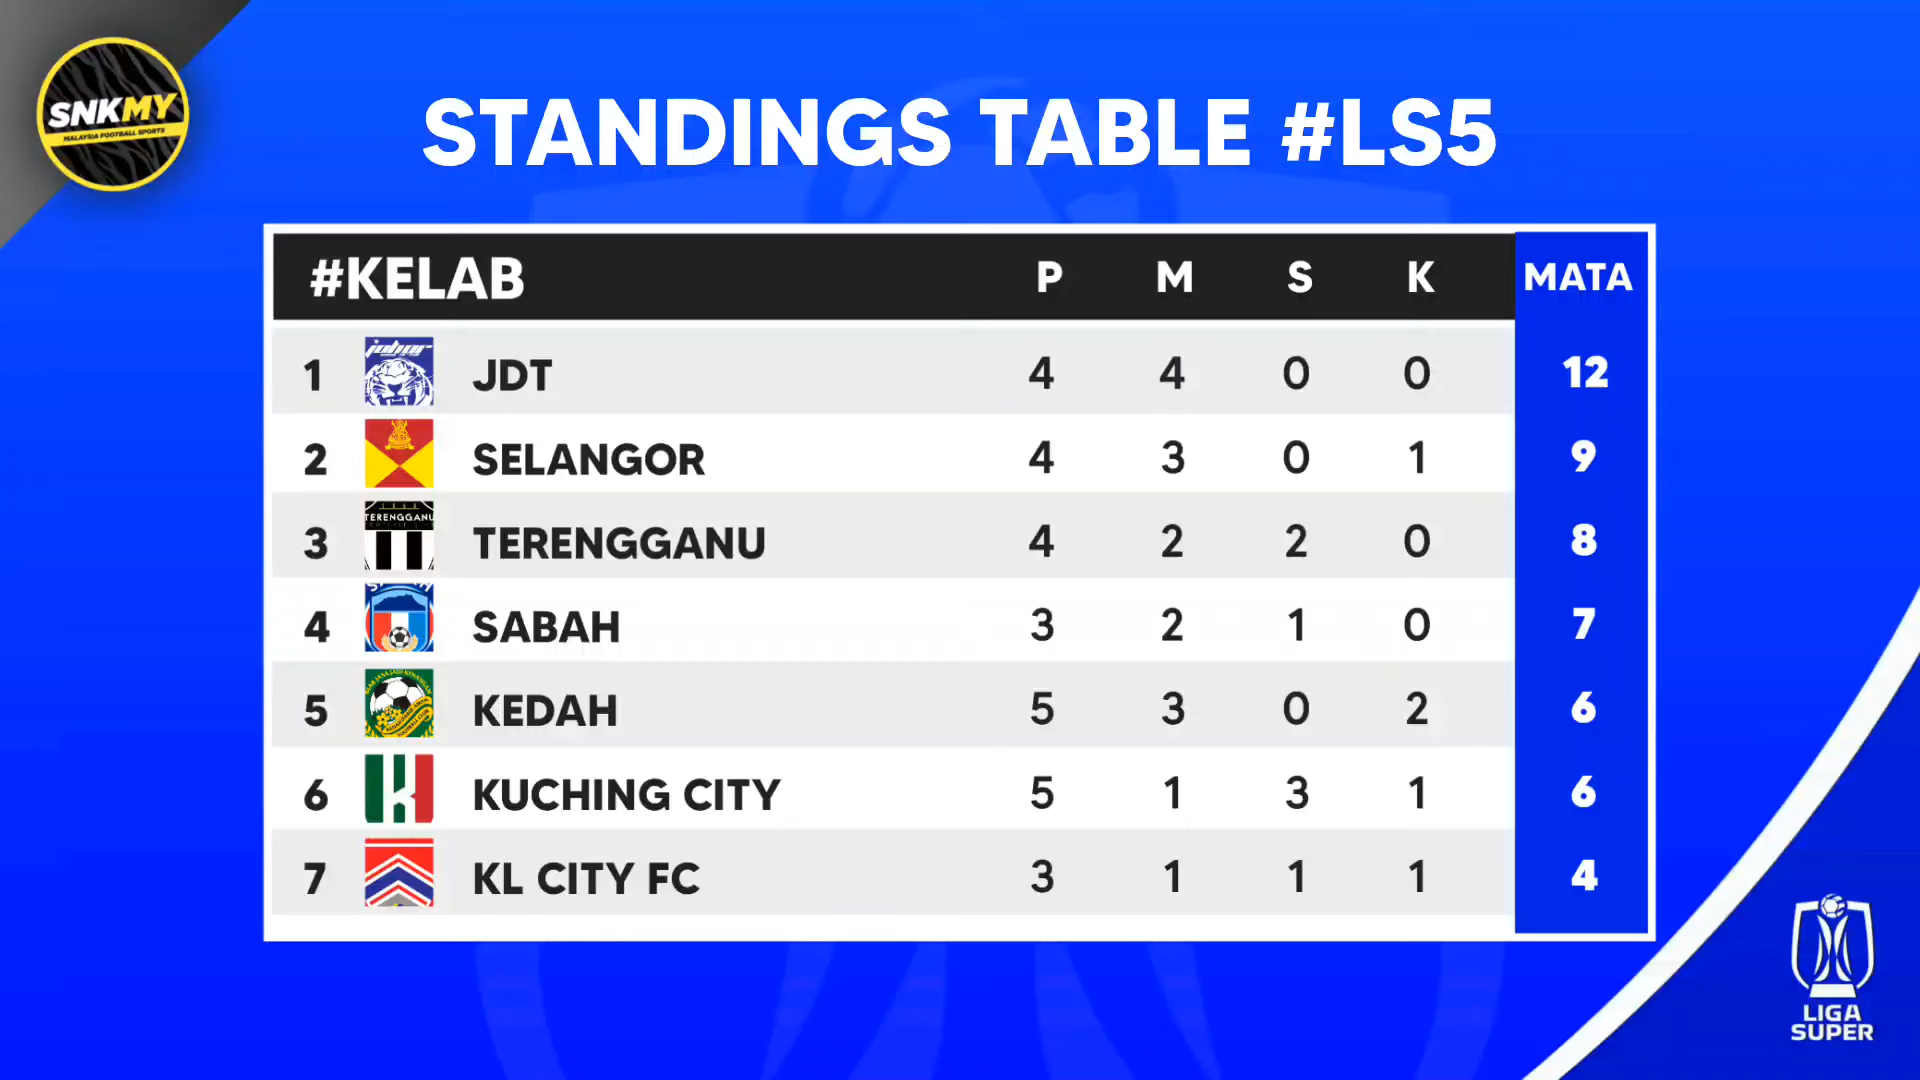 SNKMY
MALAYSIA FOOTBALL SPORTS
STANDINGS TABLE #LS5
#KELAB P M S K MATA
1 johor JDT 4 4 0 0 12
2 SELANGOR 4 3 0 1 9
3 TERENGGANU TERENGGANU 4 2 2 0 8
4 SABAH 3 2 1 0 7
5 KEDAH 5 3 0 2 6
6 KUCHING CITY 5 1 3 1 6
7 KL CITY FC 3 1 1 1 4
LIGA
SUPER